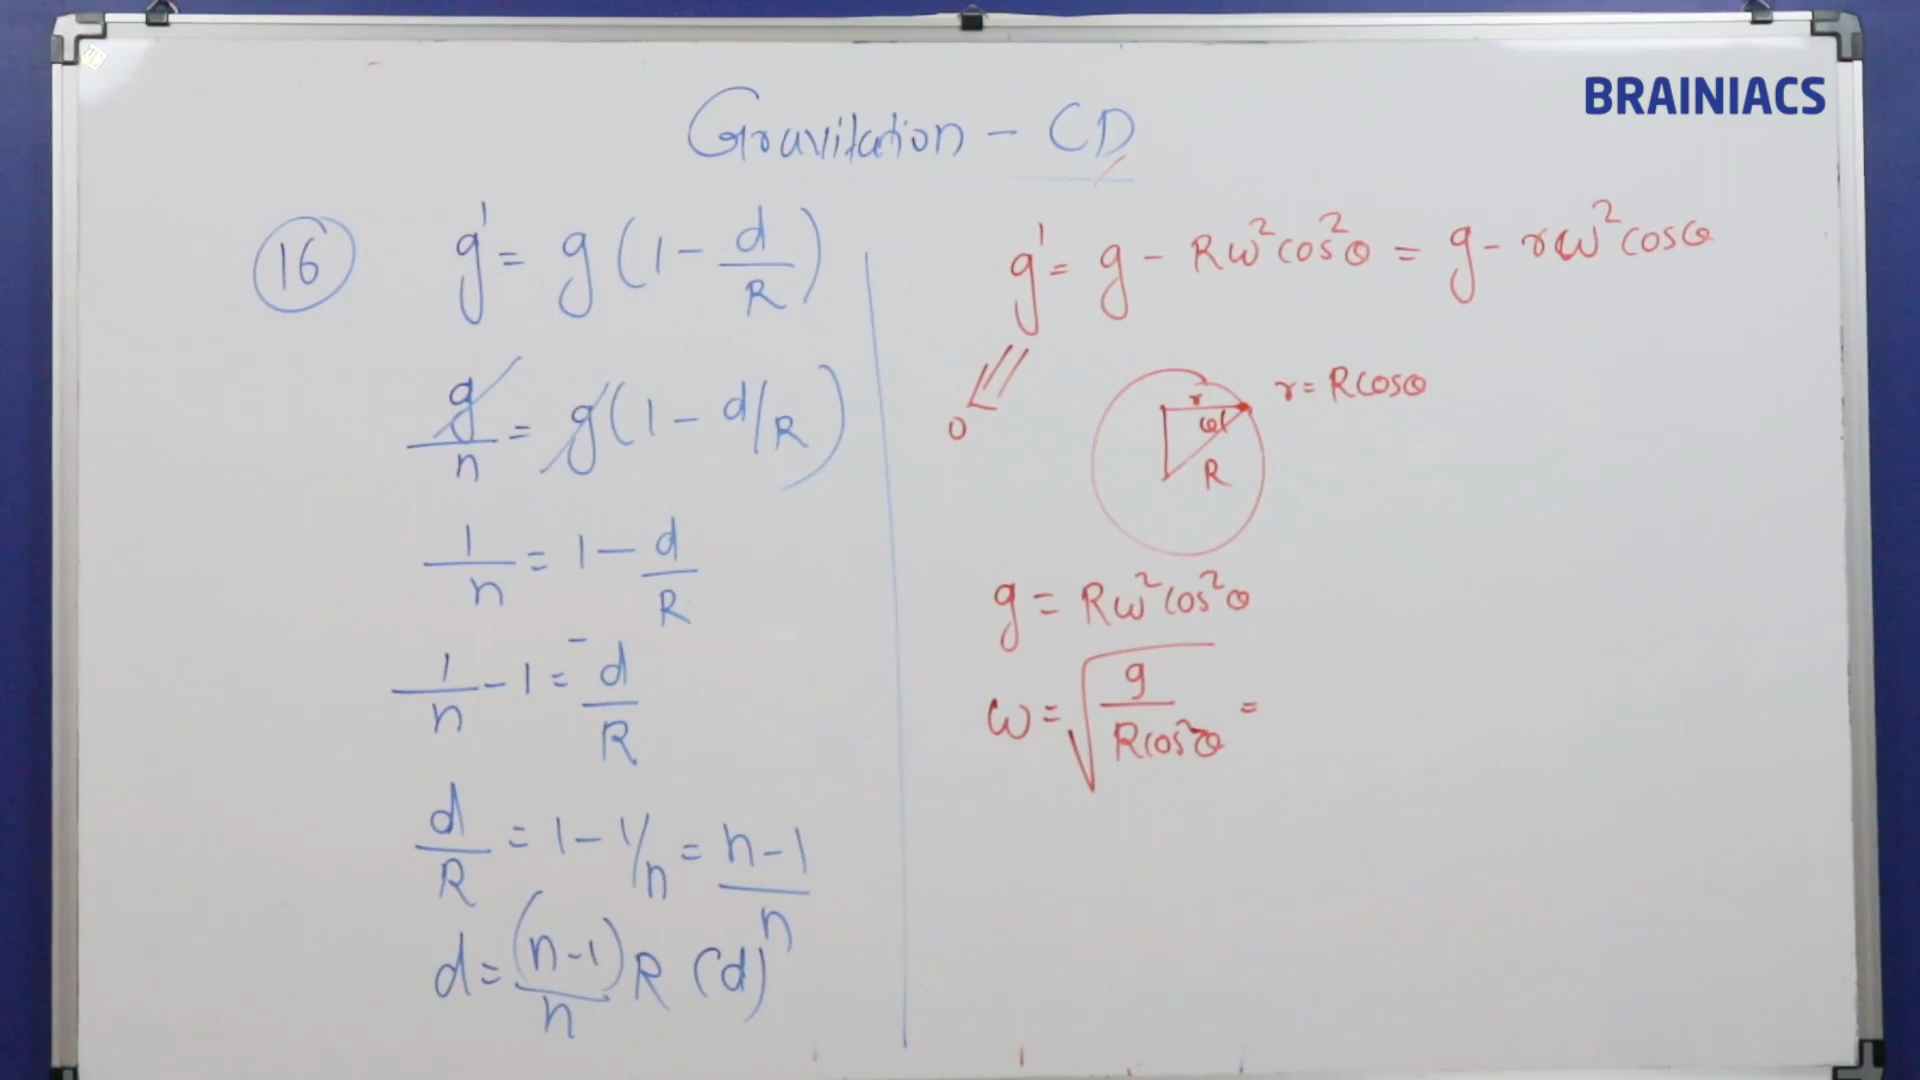 BRAINIACS
Gravitation - CD
16
g' = g(1 - d/R)
g/n = g(1 - d/R)
1/n = 1 - d/R
1/n - 1 = -d/R
d/R = 1 - 1/n = n-1/n
d = (n-1)/n R (d)
g' = g - Rω²cos²θ = g - rω²cosθ
0
r = Rcosθ
r
θ
R
g = Rω²cos²θ
ω = √(g/Rcos²θ) =